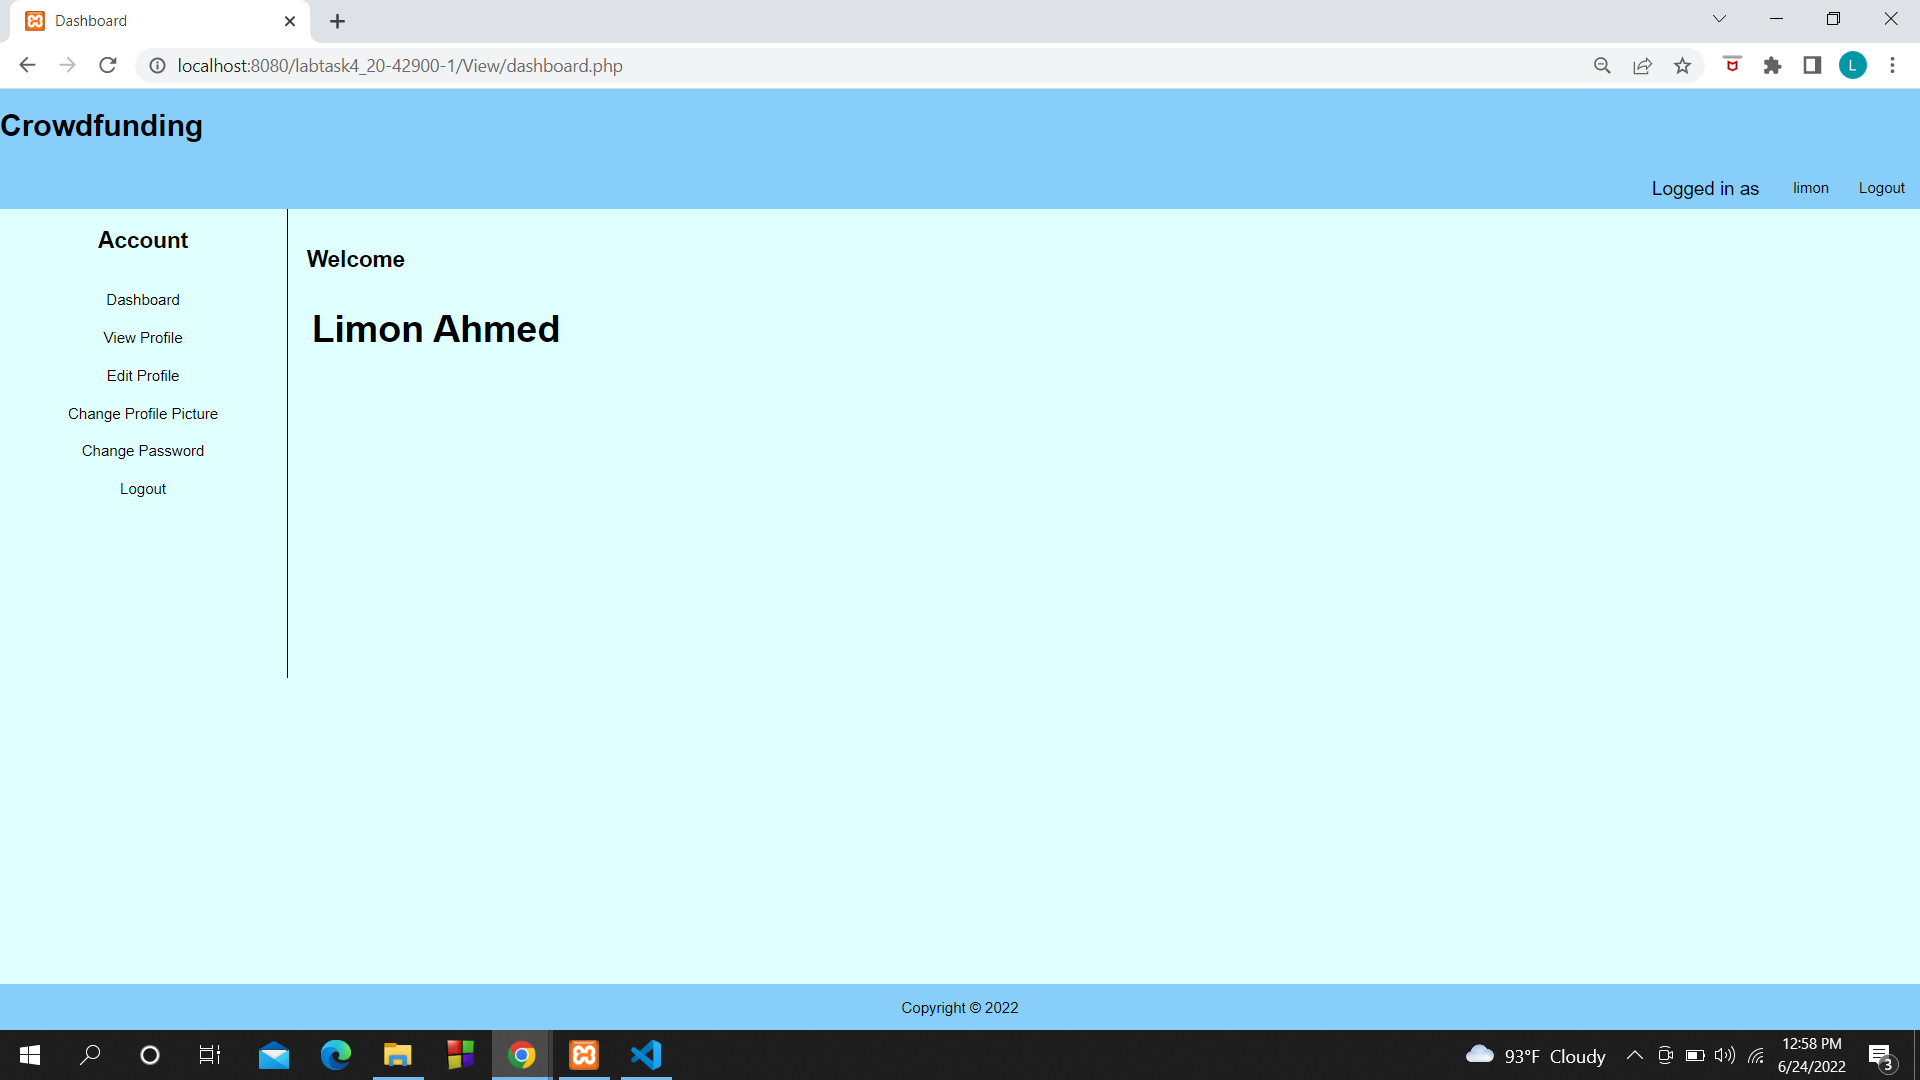 Dashboard
localhost:8080/labtask4_20-42900-1/View/dashboard.php
L
Crowdfunding
Logged in as limon Logout
Account
Dashboard
View Profile
Edit Profile
Change Profile Picture
Change Password
Logout
Welcome
Limon Ahmed
Copyright © 2022
93°F Cloudy
12:58 PM
6/24/2022
3